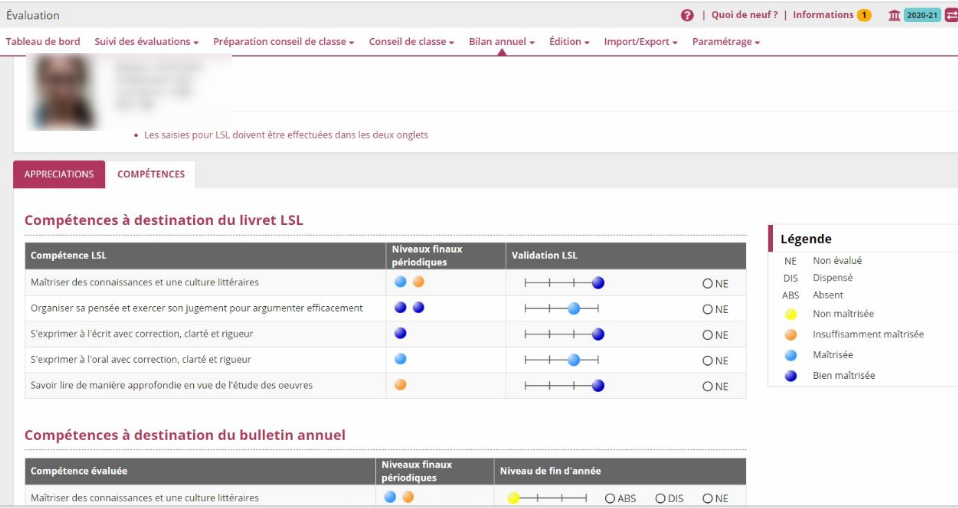 Évaluation
? | Quoi de neuf ? | Informations 1 2020-21
Tableau de bord Suivi des évaluations Préparation conseil de classe Conseil de classe Bilan annuel Édition Import/Export Paramétrage
• Les saisies pour LSL doivent être effectuées dans les deux onglets
APPRECIATIONS COMPÉTENCES
Compétences à destination du livret LSL
Compétence LSL Niveaux finaux périodiques Validation LSL
Maîtriser des connaissances et une culture littéraires NE
Organiser sa pensée et exercer son jugement pour argumenter efficacement NE
S'exprimer à l'écrit avec correction, clarté et rigueur NE
S'exprimer à l'oral avec correction, clarté et rigueur NE
Savoir lire de manière approfondie en vue de l'étude des oeuvres NE
Légende
NE Non évalué
DIS Dispensé
ABS Absent
Non maîtrisée
Insuffisamment maîtrisée
Maîtrisée
Bien maîtrisée
Compétences à destination du bulletin annuel
Compétence évaluée Niveaux finaux périodiques Niveau de fin d'année
Maîtriser des connaissances et une culture littéraires ABS DIS NE